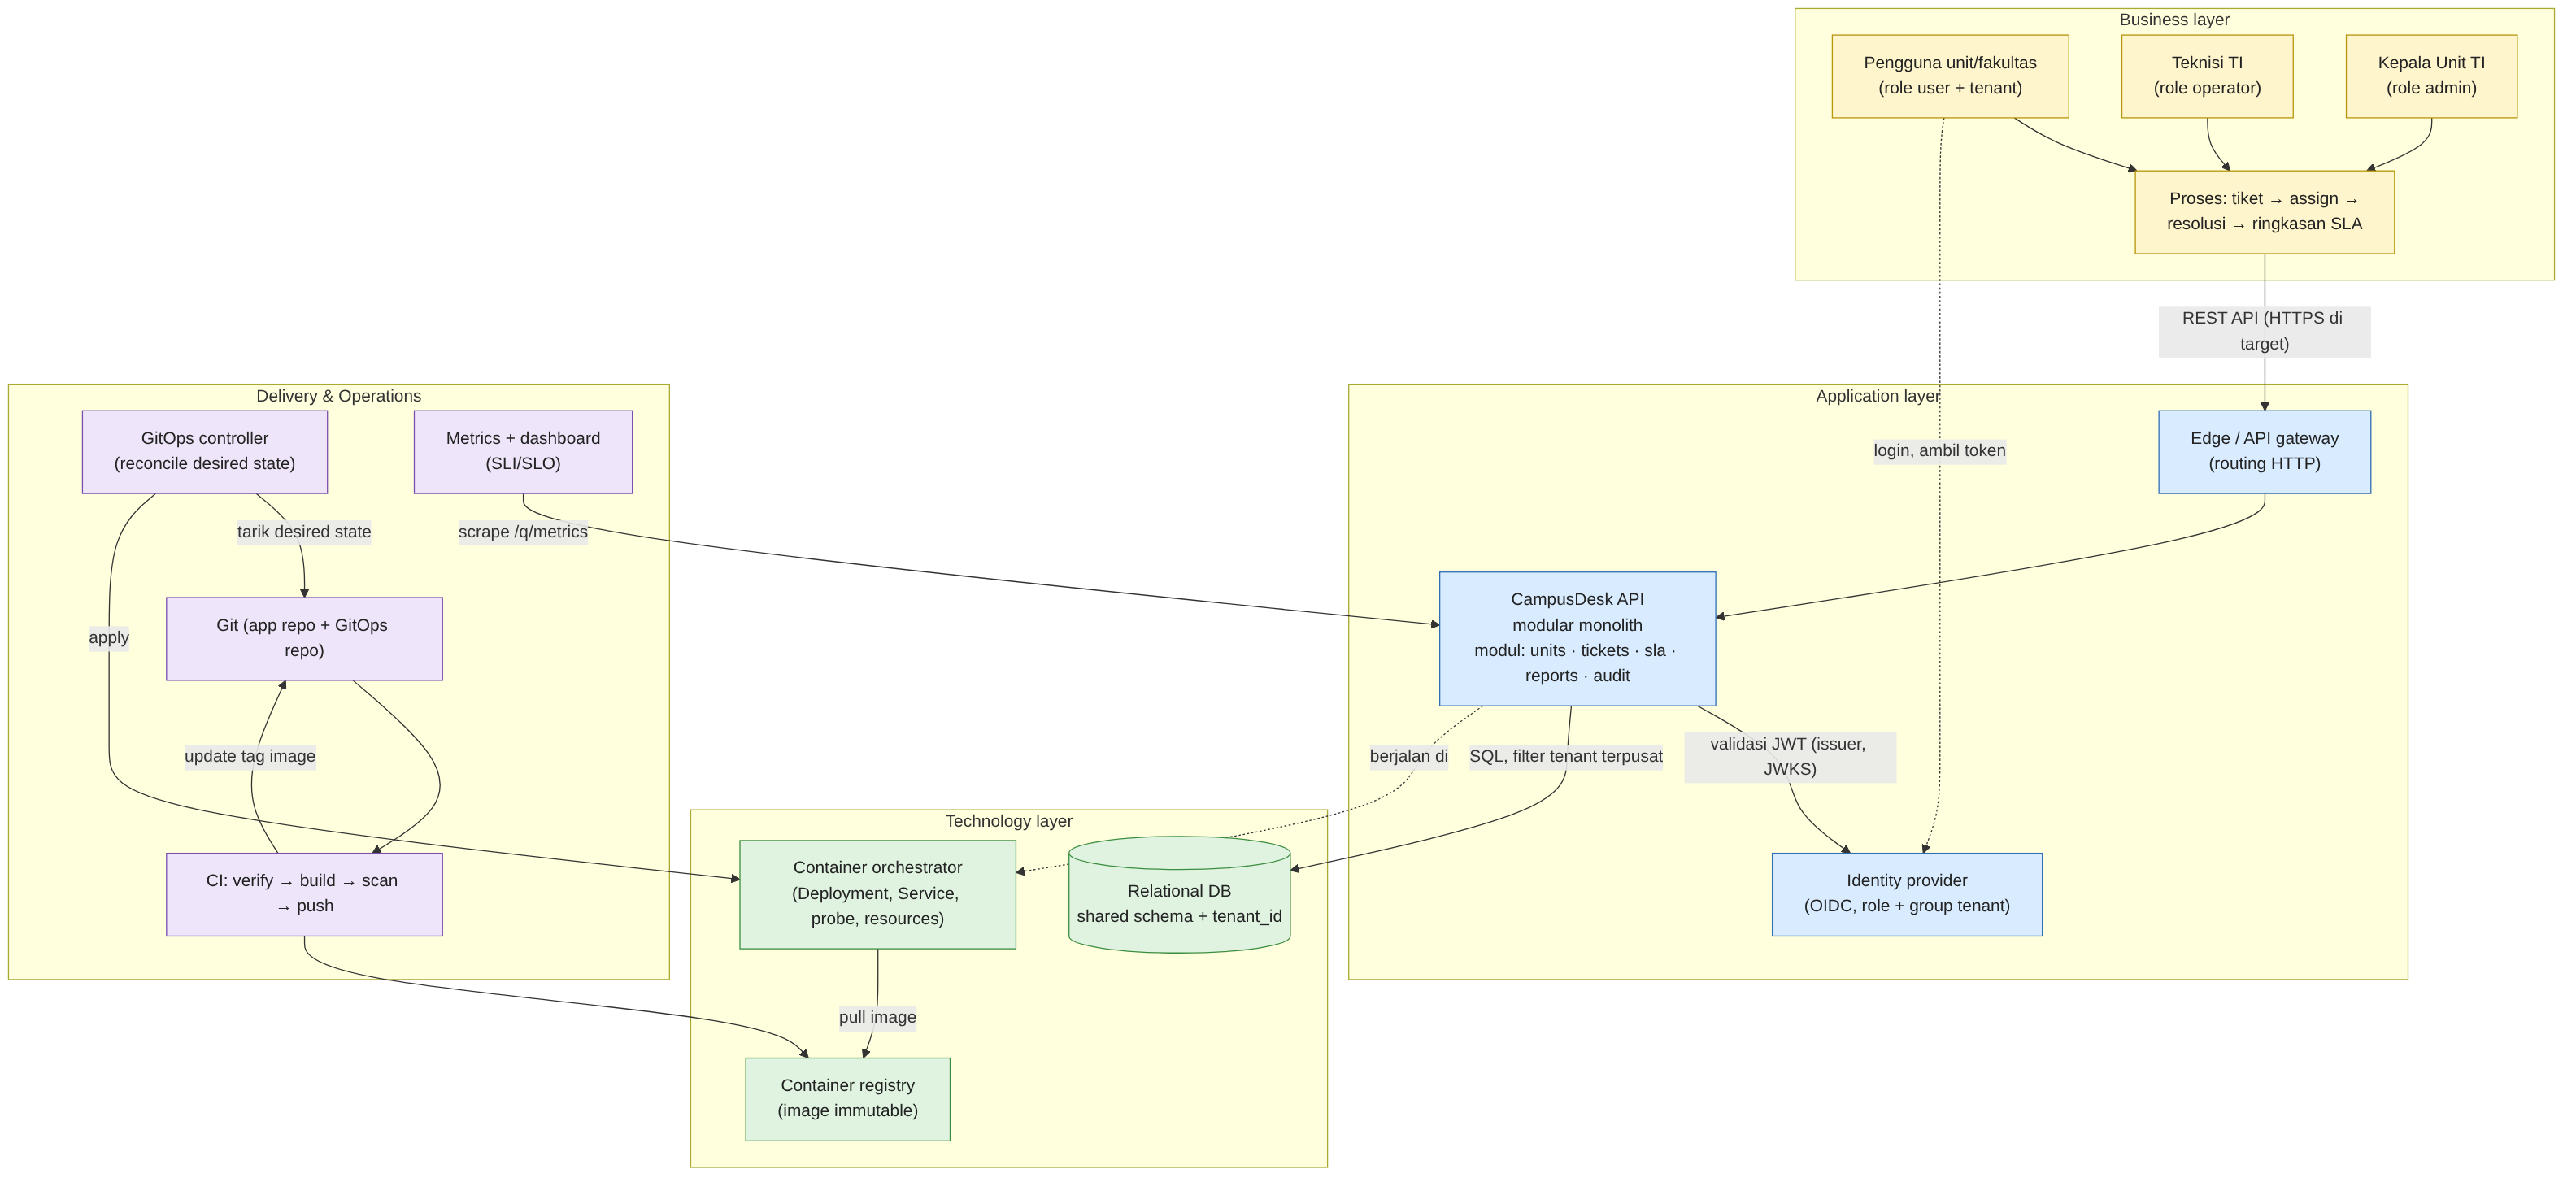 Business layer
Pengguna unit/fakultas
(role user + tenant)
Teknisi TI
(role operator)
Kepala Unit TI
(role admin)
Proses: tiket → assign →
resolusi → ringkasan SLA
REST API (HTTPS di
target)
login, ambil token
Delivery & Operations
GitOps controller
(reconcile desired state)
Metrics + dashboard
(SLI/SLO)
tarik desired state
scrape /q/metrics
apply
Git (app repo + GitOps
repo)
update tag image
CI: verify → build → scan
→ push
Application layer
Edge / API gateway
(routing HTTP)
CampusDesk API
modular monolith
modul: units · tickets · sla ·
reports · audit
berjalan di
SQL, filter tenant terpusat
validasi JWT (issuer,
JWKS)
Identity provider
(OIDC, role + group tenant)
Technology layer
Container orchestrator
(Deployment, Service,
probe, resources)
Relational DB
shared schema + tenant_id
pull image
Container registry
(image immutable)